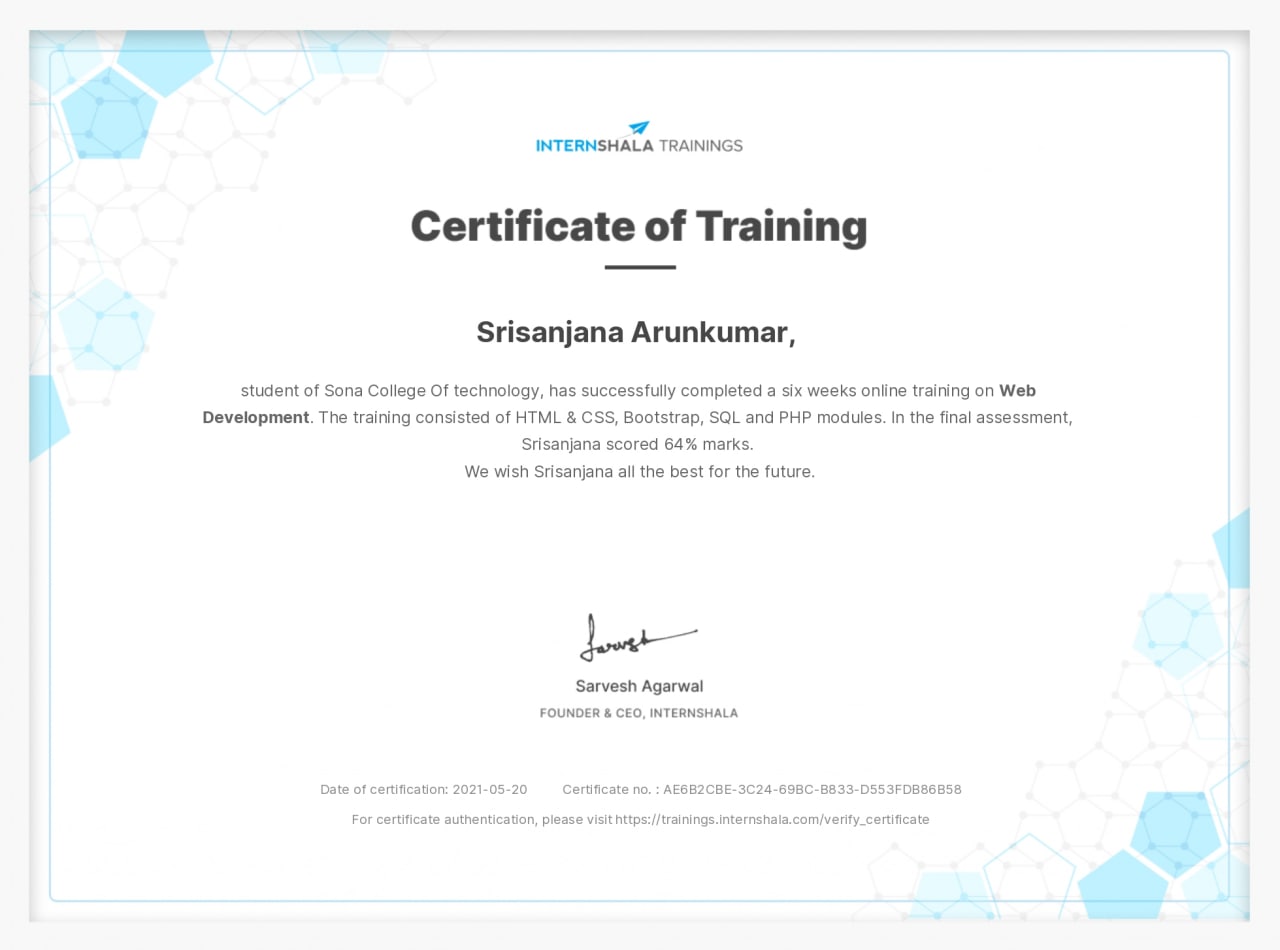 INTERNSHALA TRAININGS
Certificate of Training
Srisanjana Arunkumar,
student of Sona College Of technology, has successfully completed a six weeks online training on Web
Development. The training consisted of HTML & CSS, Bootstrap, SQL and PHP modules. In the final assessment,
Srisanjana scored 64% marks.
We wish Srisanjana all the best for the future.
Sarvesh
Sarvesh Agarwal
FOUNDER & CEO, INTERNSHALA
Date of certification: 2021-05-20 Certificate no. : AE6B2CBE-3C24-69BC-B833-D553FDB86B58
For certificate authentication, please visit https://trainings.internshala.com/verify_certificate